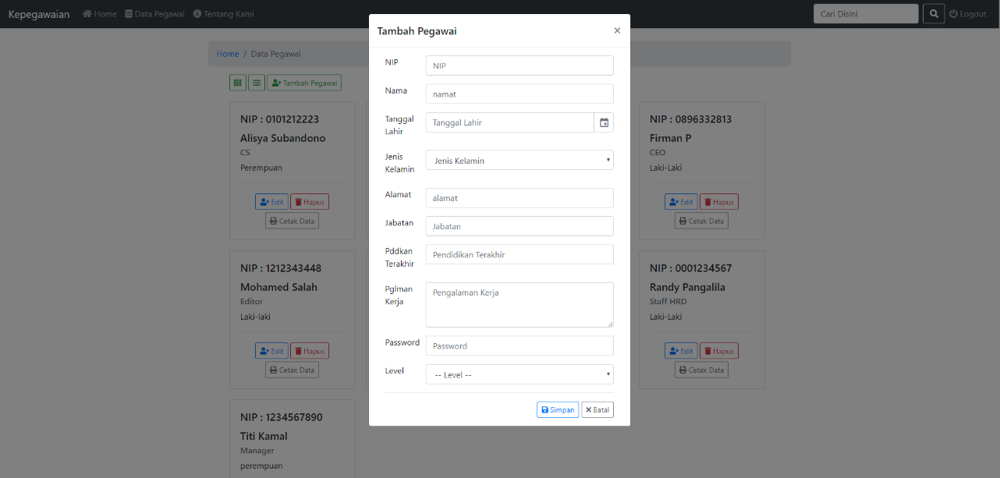 Kepegawaian Home Data Pegawai Tentang Kami Cari Disini Logout
Tambah Pegawai ×
NIP NIP
Nama namat
Tanggal Lahir Tanggal Lahir
Jenis Kelamin Jenis Kelamin
Alamat alamat
Jabatan Jabatan
Pddkan Terakhir Pendidikan Terakhir
Pglman Kerja Pengalaman Kerja
Password Password
Level -- Level --
Simpan Batal
Home / Data Pegawai
Tambah Pegawai
NIP : 0101212223
Alisya Subandono
CS
Perempuan
Edit Hapus
Cetak Data
NIP : 0896332813
Firman P
CEO
Laki-Laki
Edit Hapus
Cetak Data
NIP : 1212343448
Mohamed Salah
Editor
Laki-laki
Edit Hapus
Cetak Data
NIP : 0001234567
Randy Pangalila
Staff HRD
Laki-Laki
Edit Hapus
Cetak Data
NIP : 1234567890
Titi Kamal
Manager
perempuan